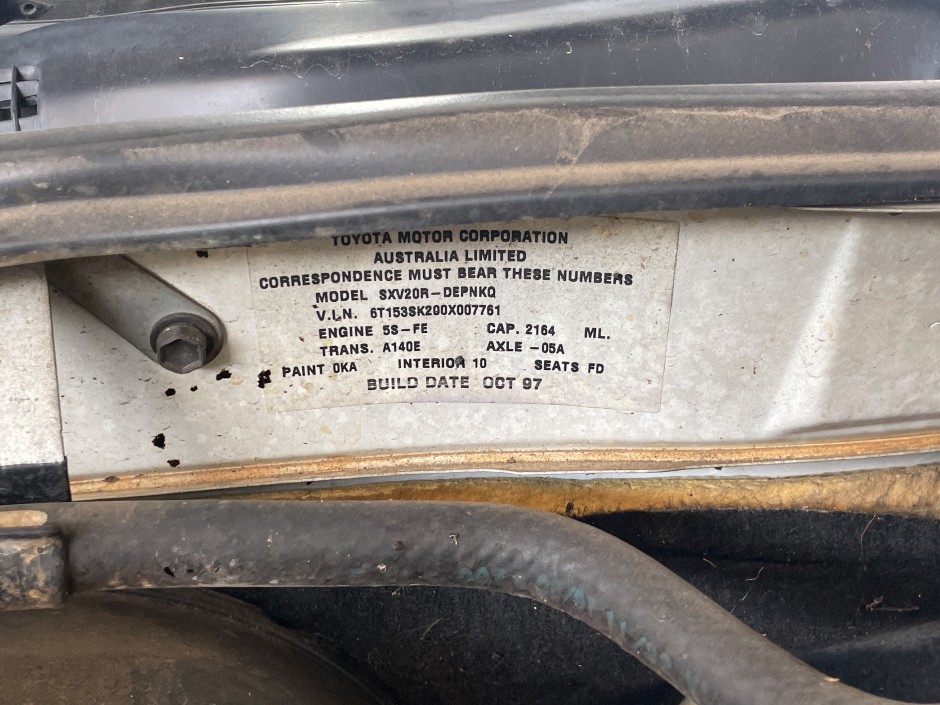 TOYOTA MOTOR CORPORATION
AUSTRALIA LIMITED
CORRESPONDENCE MUST BEAR THESE NUMBERS
MODEL SXV20R-DEPNKQ
V.I.N. 6T153SK200X007761
ENGINE 5S-FE CAP. 2164 ML.
TRANS. A140E AXLE -05A
PAINT 0KA INTERIOR 10 SEATS FD
BUILD DATE OCT 97